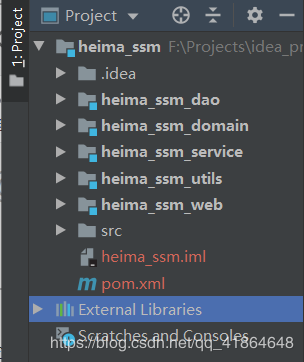 1: Project
Project
heima_ssm F:\Projects\idea_pr
.idea
heima_ssm_dao
heima_ssm_domain
heima_ssm_service
heima_ssm_utils
heima_ssm_web
src
heima_ssm.iml
m pom.xml
External Libraries
Scratches and Consoles
https://blog.csdn.net/qq_41864648